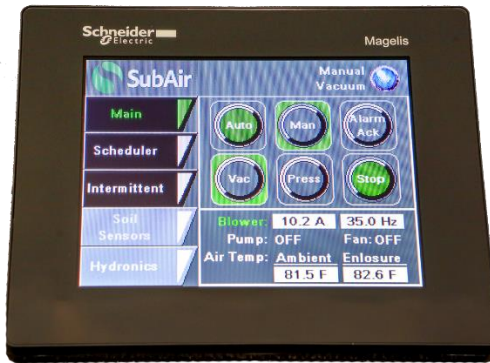 Schneider
Electric
Magelis
SubAir
Manual
Vacuum
Main
Scheduler
Intermittent
Soil
Sensors
Hydronics
Auto
Man
Alarm
Ack
Vac
Press
Stop
Blower: 10.2 A 35.0 Hz
Pump: OFF Fan: OFF
Air Temp: Ambient Enlosure
81.5 F 82.6 F